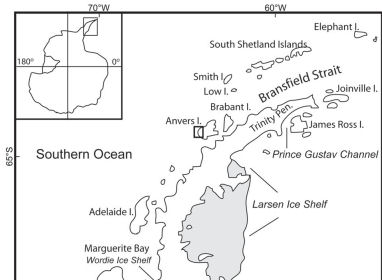 70°W
60°W
180°
0°
Elephant I.
South Shetland Islands
Smith I.
Low I.
Bransfield Strait
Joinville I.
Brabant I.
Anvers I.
Trinity Pen.
James Ross I.
65°S
Southern Ocean
Prince Gustav Channel
Larsen Ice Shelf
Adelaide I.
Marguerite Bay
Wordie Ice Shelf